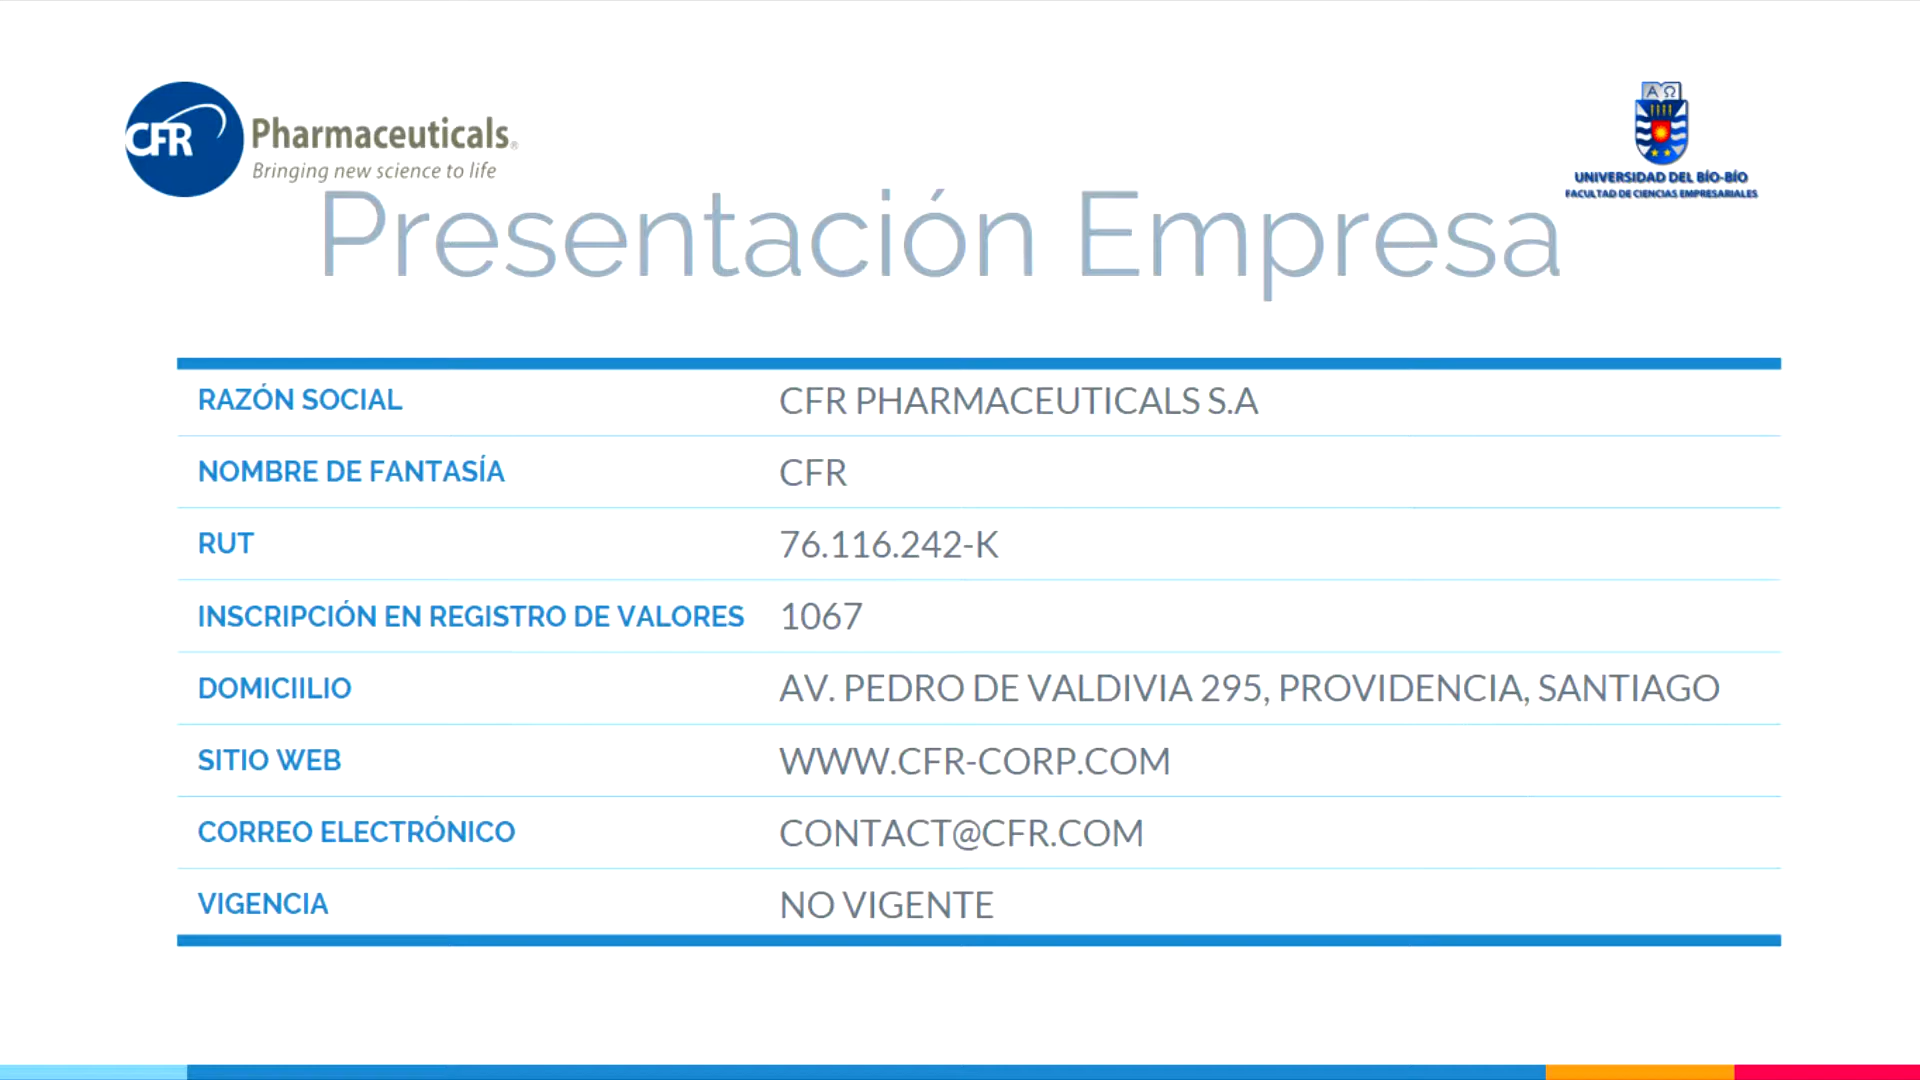 CFR Pharmaceuticals®
Bringing new science to life
ΑΩ
UNIVERSIDAD DEL BÍO-BÍO
FACULTAD DE CIENCIAS EMPRESARIALES
Presentación Empresa
RAZÓN SOCIAL CFR PHARMACEUTICALS S.A
NOMBRE DE FANTASÍA CFR
RUT 76.116.242-K
INSCRIPCIÓN EN REGISTRO DE VALORES 1067
DOMICIILIO AV. PEDRO DE VALDIVIA 295, PROVIDENCIA, SANTIAGO
SITIO WEB WWW.CFR-CORP.COM
CORREO ELECTRÓNICO CONTACT@CFR.COM
VIGENCIA NO VIGENTE